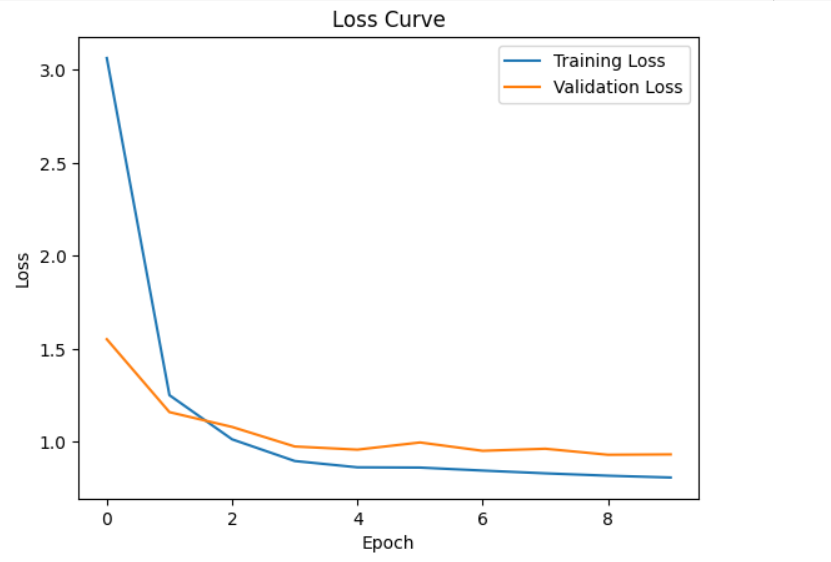 Loss Curve
Training Loss
Validation Loss
3.0
2.5
2.0
1.5
1.0
Loss
0 2 4 6 8
Epoch